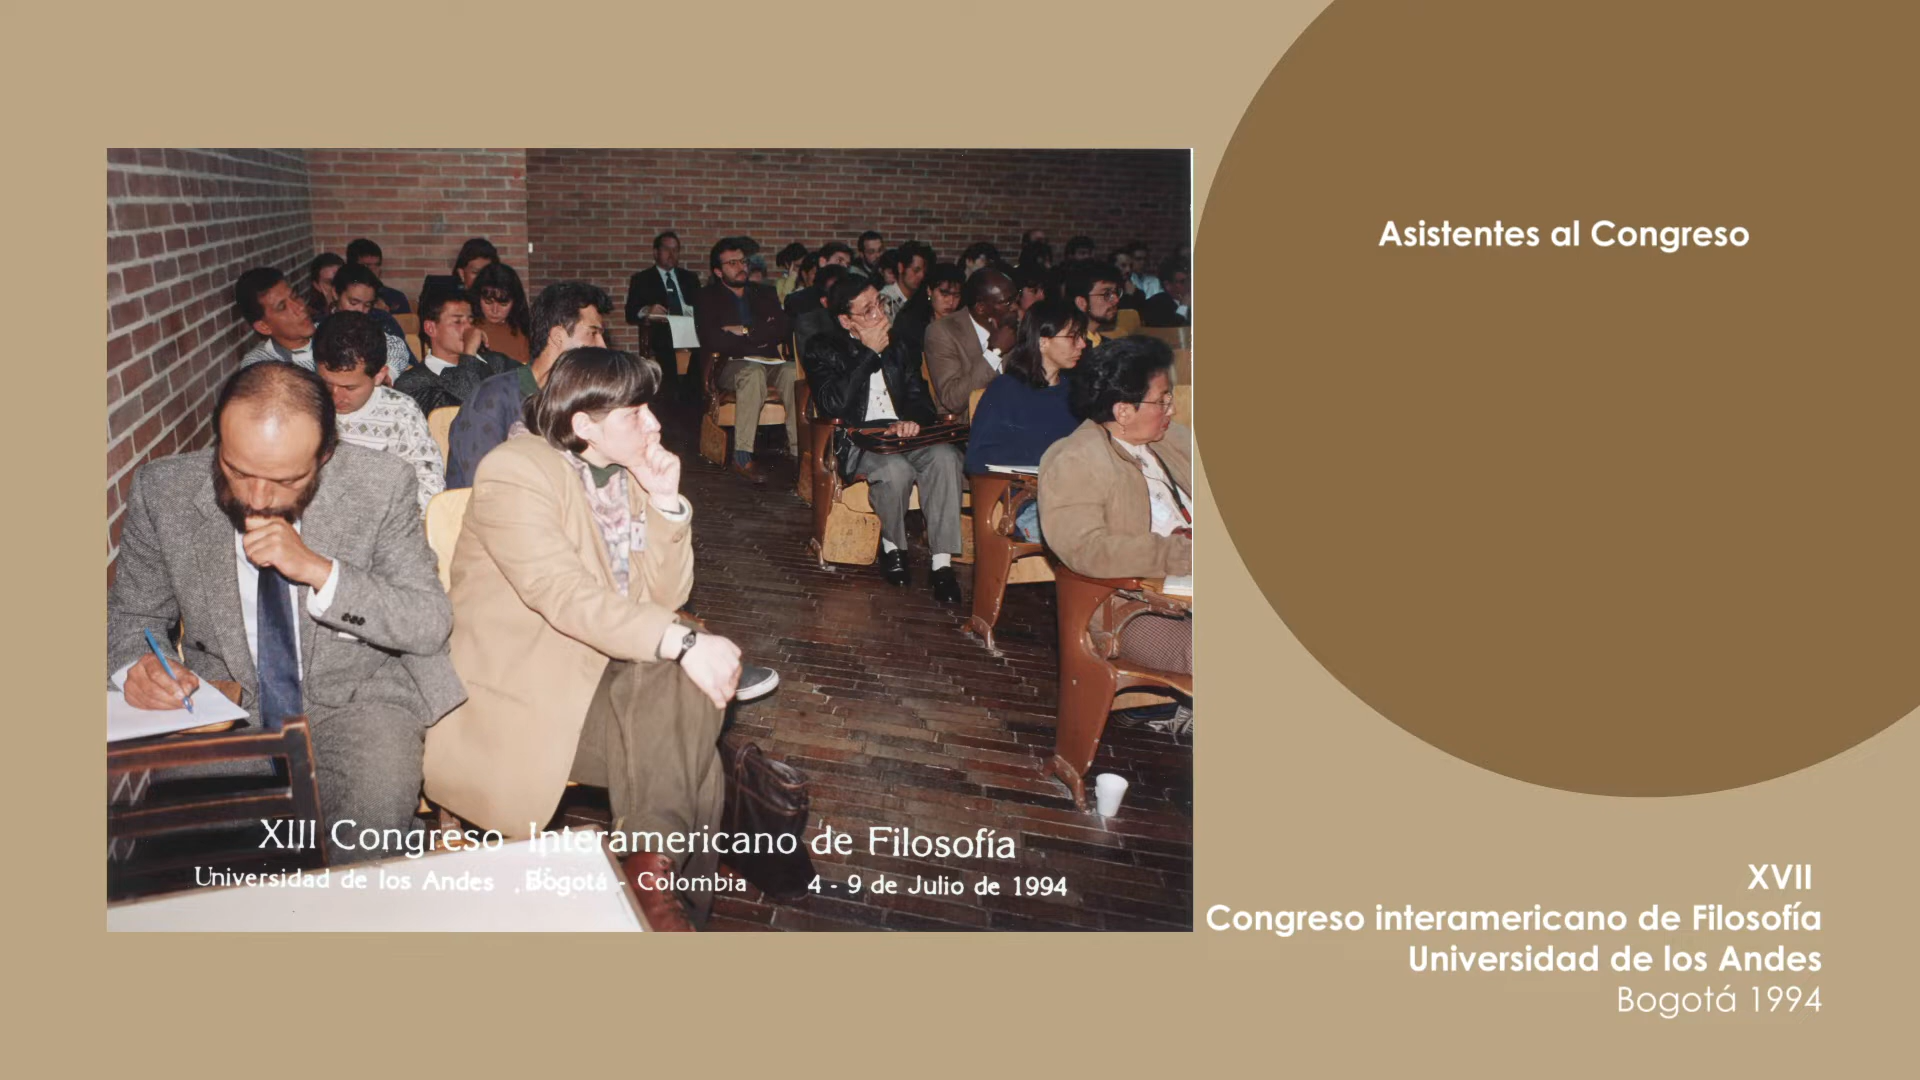 Asistentes al Congreso
XIII Congreso Interamericano de Filosofía
Universidad de los Andes , Bogotá - Colombia 4 - 9 de Julio de 1994
XVII
Congreso interamericano de Filosofía
Universidad de los Andes
Bogotá 1994